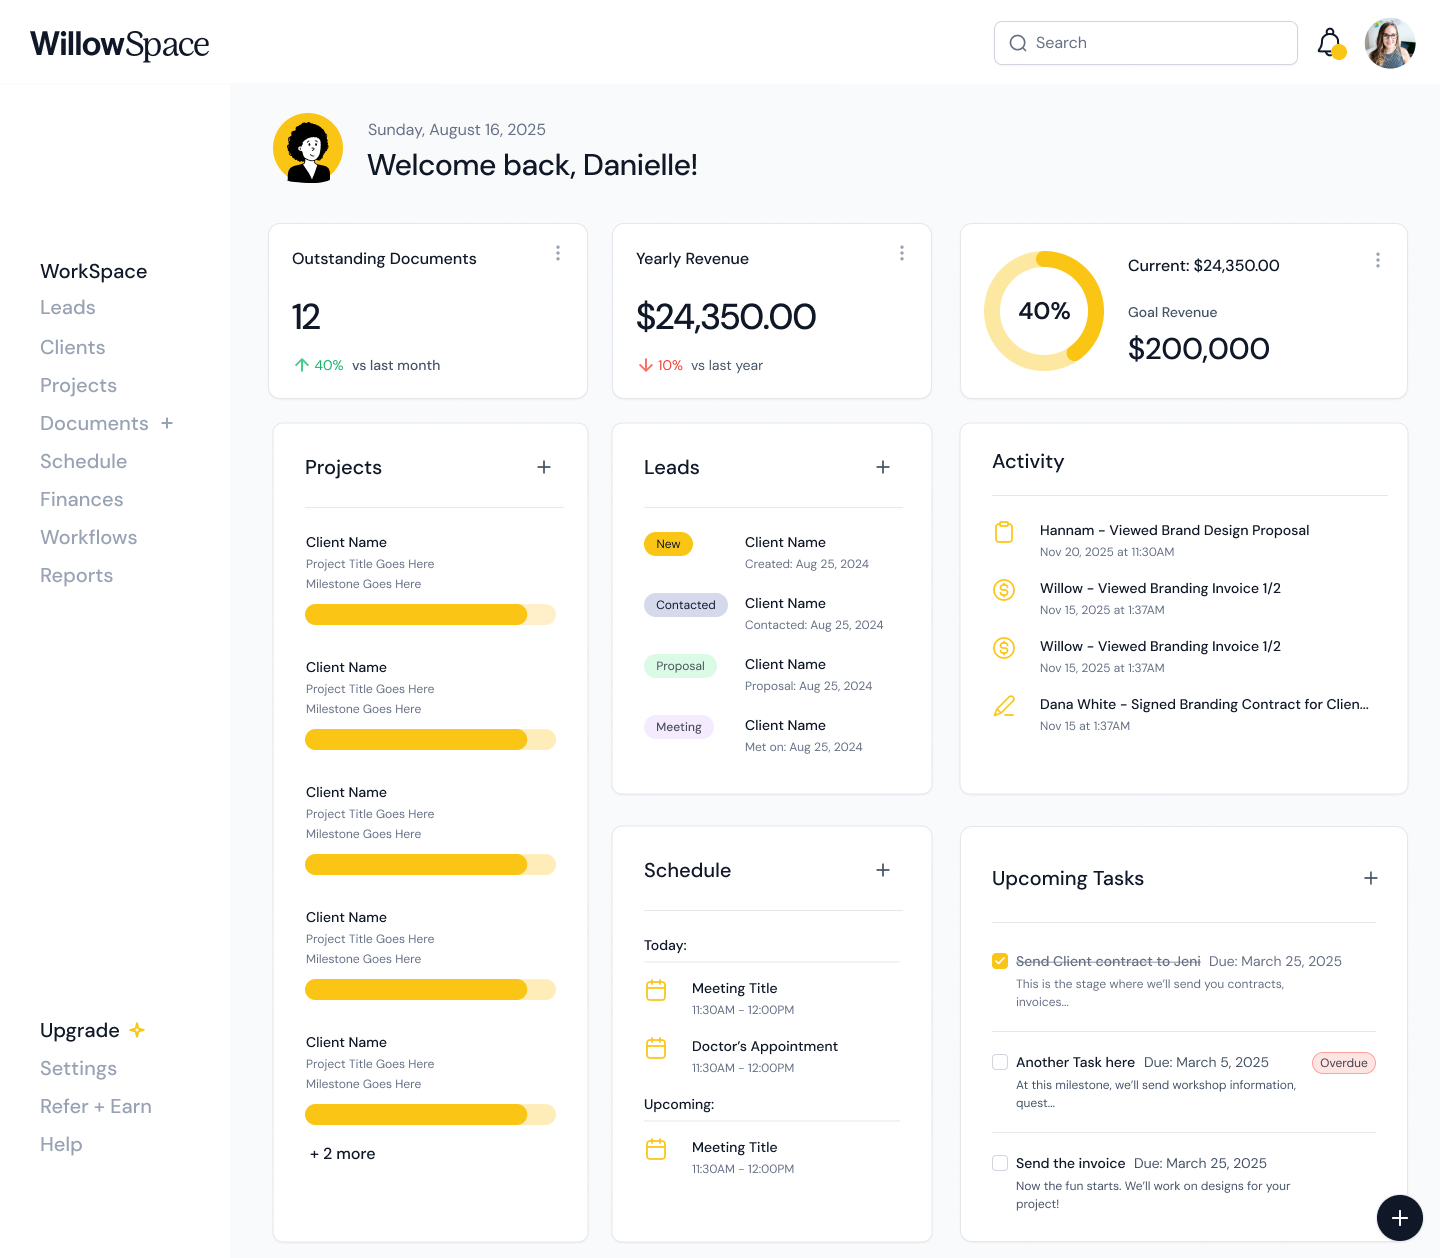 WillowSpace
Search
Sunday, August 16, 2025
Welcome back, Danielle!
WorkSpace
Leads
Clients
Projects
Documents +
Schedule
Finances
Workflows
Reports
Upgrade
Settings
Refer + Earn
Help
Outstanding Documents
12
40% vs last month
Yearly Revenue
$24,350.00
10% vs last year
40%
Current: $24,350.00
Goal Revenue
$200,000
Projects +
Client Name
Project Title Goes Here
Milestone Goes Here
Client Name
Project Title Goes Here
Milestone Goes Here
Client Name
Project Title Goes Here
Milestone Goes Here
Client Name
Project Title Goes Here
Milestone Goes Here
Client Name
Project Title Goes Here
Milestone Goes Here
+ 2 more
Leads +
New Client Name
Created: Aug 25, 2024
Contacted Client Name
Contacted: Aug 25, 2024
Proposal Client Name
Proposal: Aug 25, 2024
Meeting Client Name
Met on: Aug 25, 2024
Activity
Hannam - Viewed Brand Design Proposal
Nov 20, 2025 at 11:30AM
Willow - Viewed Branding Invoice 1/2
Nov 15, 2025 at 1:37AM
Willow - Viewed Branding Invoice 1/2
Nov 15, 2025 at 1:37AM
Dana White - Signed Branding Contract for Clien...
Nov 15 at 1:37AM
Schedule +
Today:
Meeting Title
11:30AM - 12:00PM
Doctor's Appointment
11:30AM - 12:00PM
Upcoming:
Meeting Title
11:30AM - 12:00PM
Upcoming Tasks +
Send Client contract to Jeni Due: March 25, 2025
This is the stage where we'll send you contracts,
invoices...
Another Task here Due: March 5, 2025 Overdue
At this milestone, we'll send workshop information,
quest...
Send the invoice Due: March 25, 2025
Now the fun starts. We'll work on designs for your
project!
+